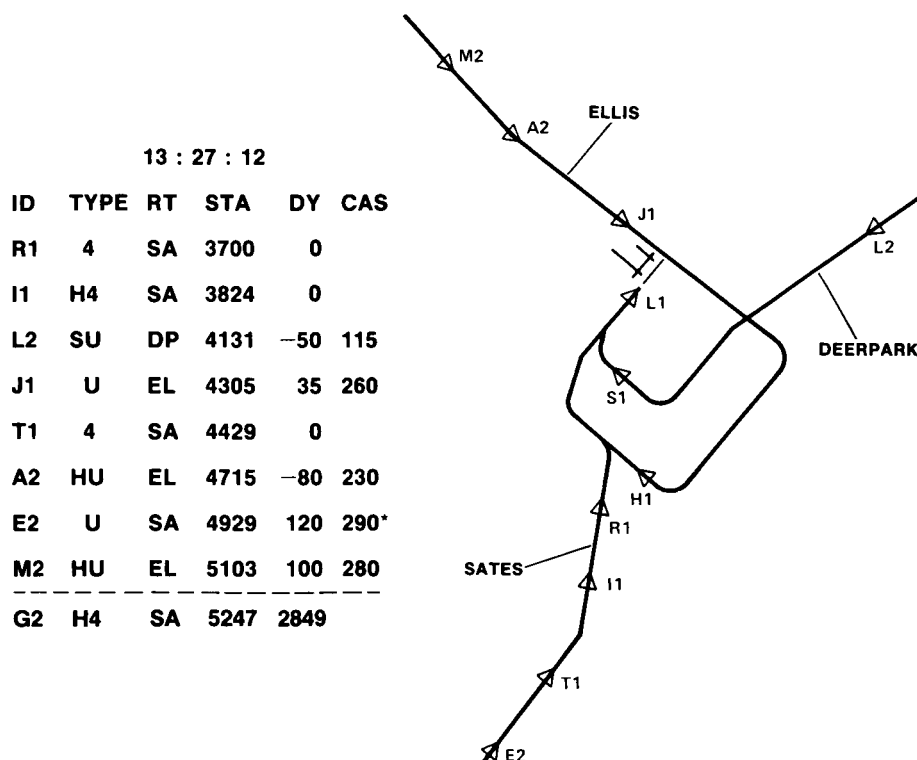 13 : 27 : 12
ID TYPE RT STA DY CAS
R1 4 SA 3700 0
I1 H4 SA 3824 0
L2 SU DP 4131 −50 115
J1 U EL 4305 35 260
T1 4 SA 4429 0
A2 HU EL 4715 −80 230
E2 U SA 4929 120 290*
M2 HU EL 5103 100 280
G2 H4 SA 5247 2849
M2
ELLIS
A2
J1
L2
L1
DEERPARK
S1
H1
R1
SATES
I1
T1
E2